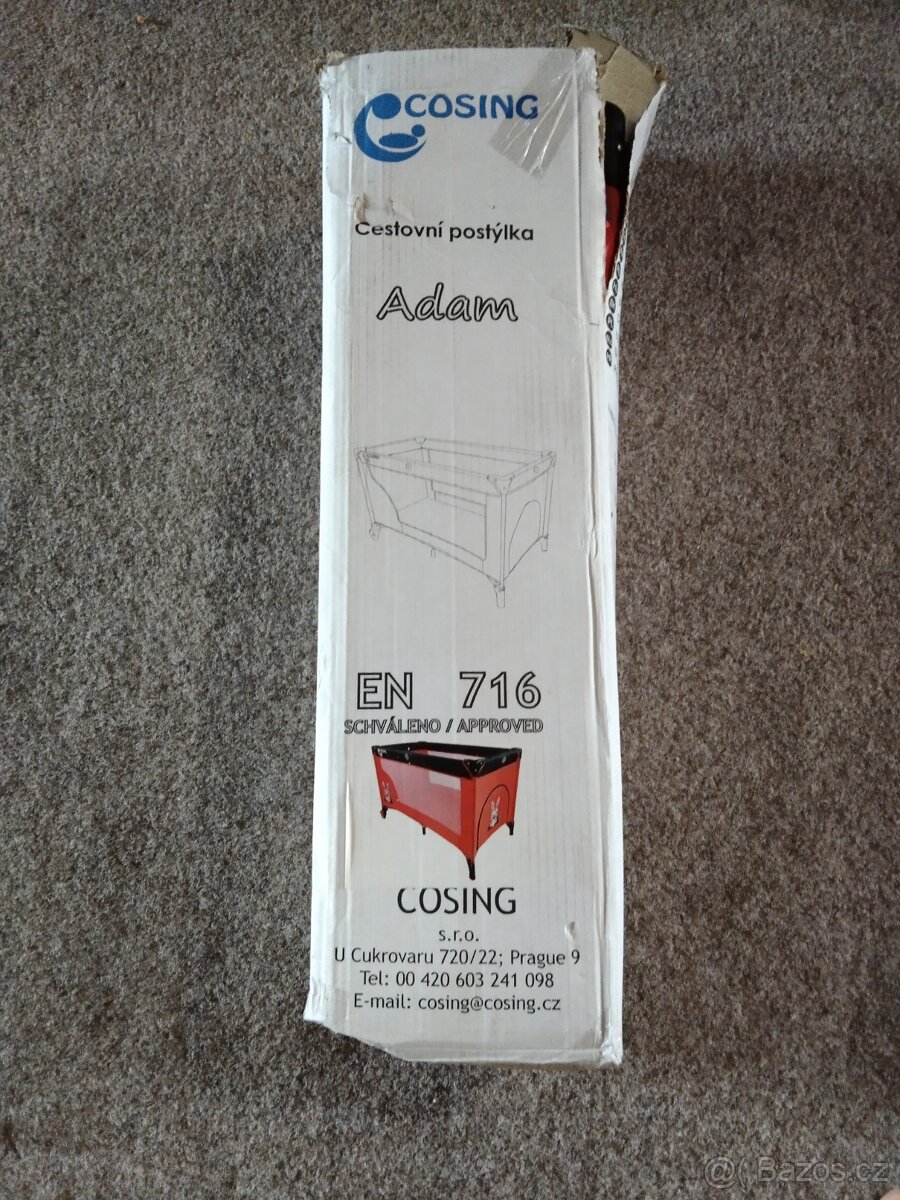 COSING
Cestovní postýlka
Adam
EN 716
SCHVÁLENO / APPROVED
COSING
s.r.o.
U Cukrovaru 720/22; Prague 9
Tel: 00 420 603 241 098
E-mail: cosing@cosing.cz
@( Bazos.cz